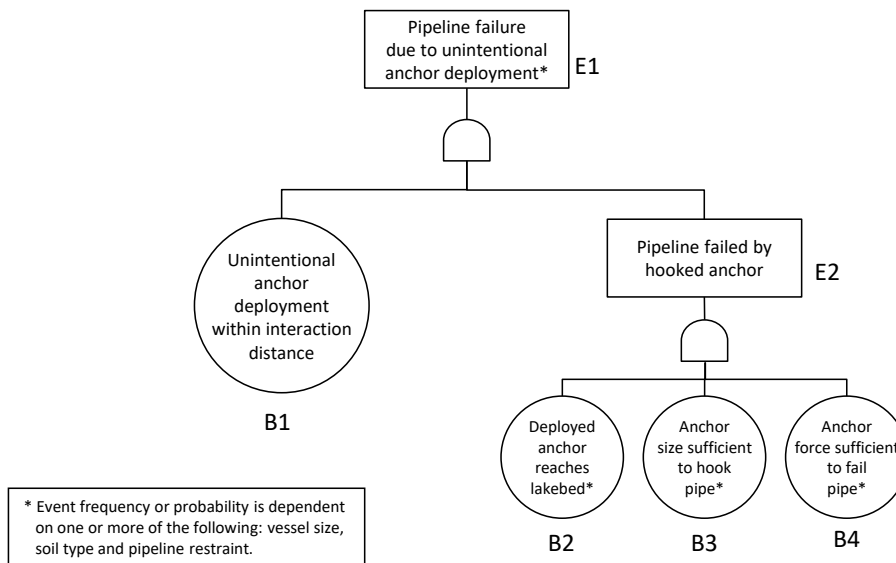 Pipeline failure
due to unintentional
anchor deployment*
E1
Unintentional
anchor
deployment
within interaction
distance
B1
Pipeline failed by
hooked anchor
E2
Deployed
anchor
reaches
lakebed*
B2
Anchor
size sufficient
to hook
pipe*
B3
Anchor
force sufficient
to fail
pipe*
B4
* Event frequency or probability is dependent
on one or more of the following: vessel size,
soil type and pipeline restraint.